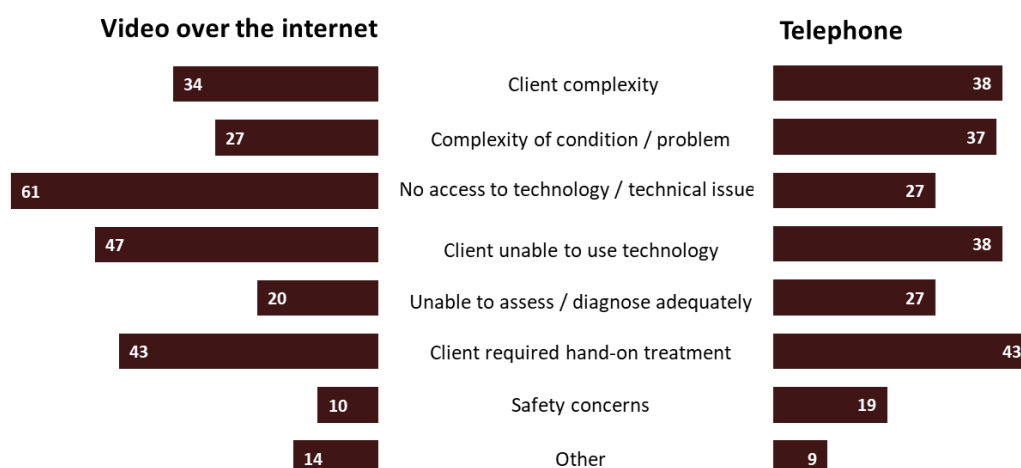 Video over the internet Telephone
34 Client complexity 38
27 Complexity of condition / problem 37
61 No access to technology / technical issue 27
47 Client unable to use technology 38
20 Unable to assess / diagnose adequately 27
43 Client required hand-on treatment 43
10 Safety concerns 19
14 Other 9